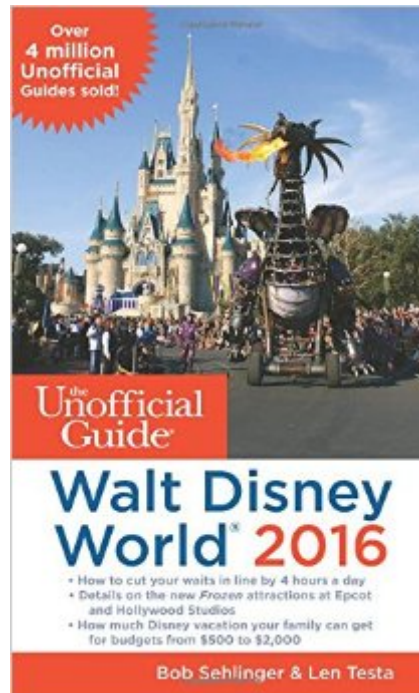 Over
4 million
Unofficial
Guides sold!
the
Unofficial
Guide®
Walt Disney
World® 2016
• How to cut your waits in line by 4 hours a day
• Details on the new Frozen attractions at Epcot
and Hollywood Studios
• How much Disney vacation your family can get
for budgets from $500 to $2,000
Bob Sehlinger & Len Testa